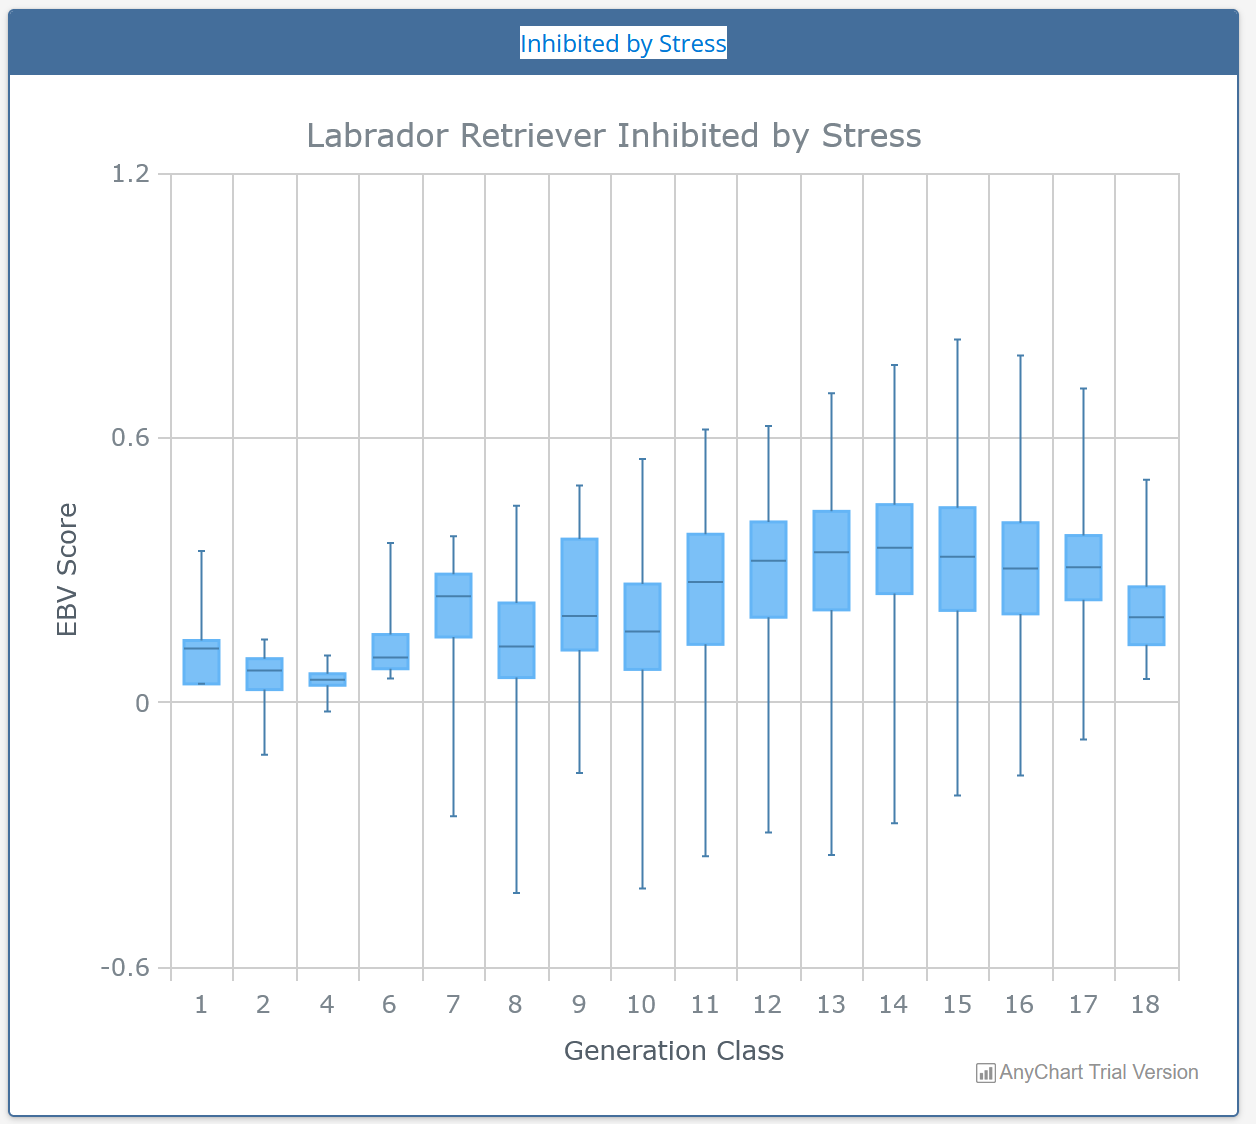 Inhibited by Stress
Labrador Retriever Inhibited by Stress
1.2
0.6
0
-0.6
EBV Score
1 2 4 6 7 8 9 10 11 12 13 14 15 16 17 18
Generation Class
AnyChart Trial Version